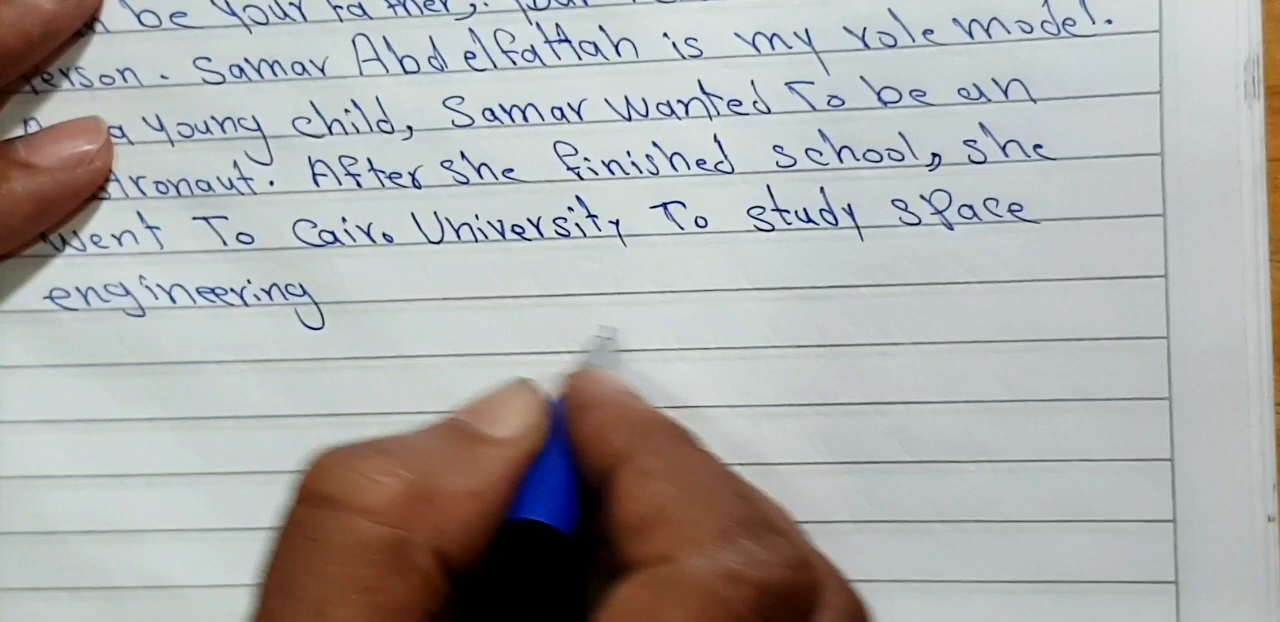 be your father,
person. Samar Abdelfattah is my role model.
a young child, Samar wanted To be an
tronaut. After she finished school, she
went To Cairo University To study space
engineering